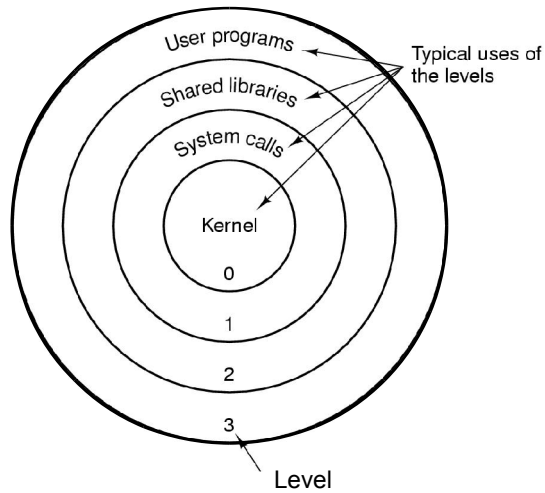 User programs
Typical uses of
the levels
Shared libraries
System calls
Kernel
0
1
2
3
Level